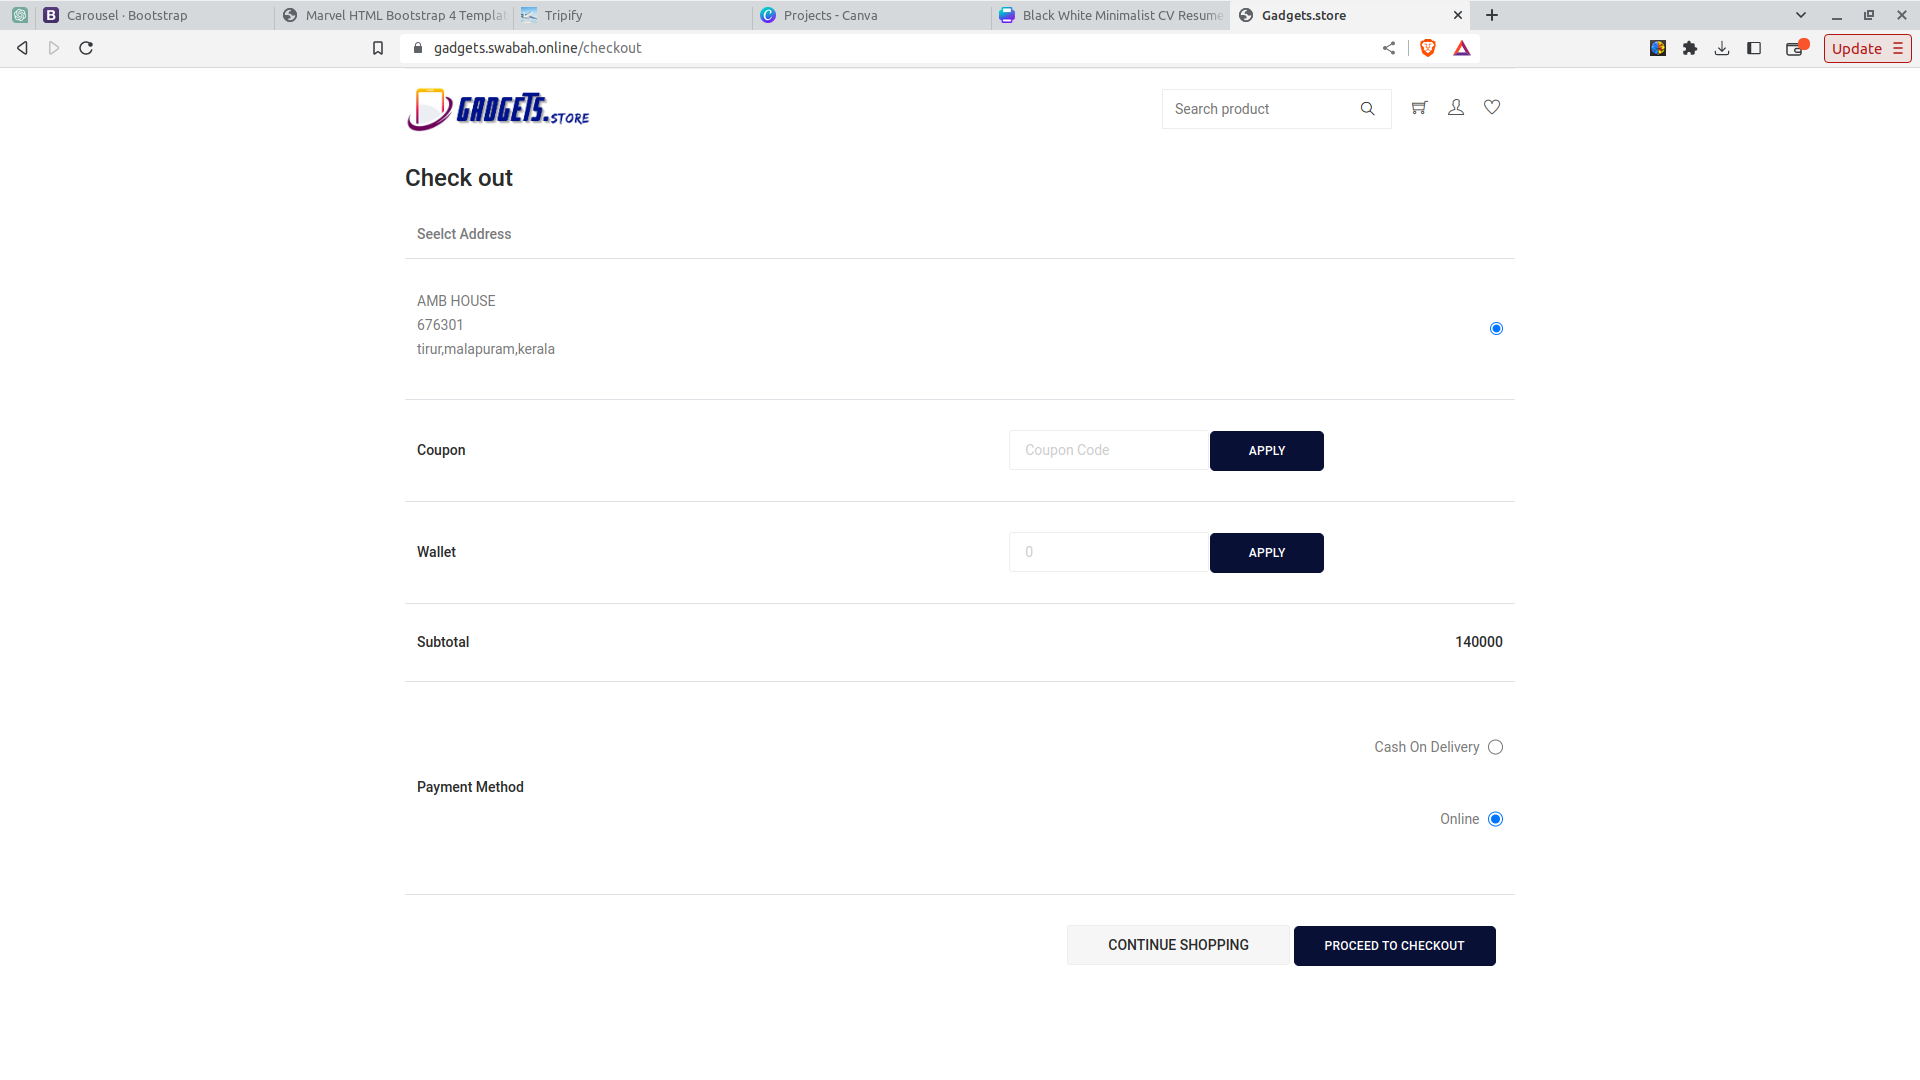 Carousel · Bootstrap
Marvel HTML Bootstrap 4 Templa
Tripify
Projects - Canva
Black White Minimalist CV Resume
Gadgets.store
gadgets.swabah.online/checkout
Update
GADGETS.STORE
Search product
Check out
Seelct Address
AMB HOUSE
676301
tirur,malapuram,kerala
Coupon
Coupon Code
APPLY
Wallet
0
APPLY
Subtotal
140000
Cash On Delivery
Payment Method
Online
CONTINUE SHOPPING
PROCEED TO CHECKOUT